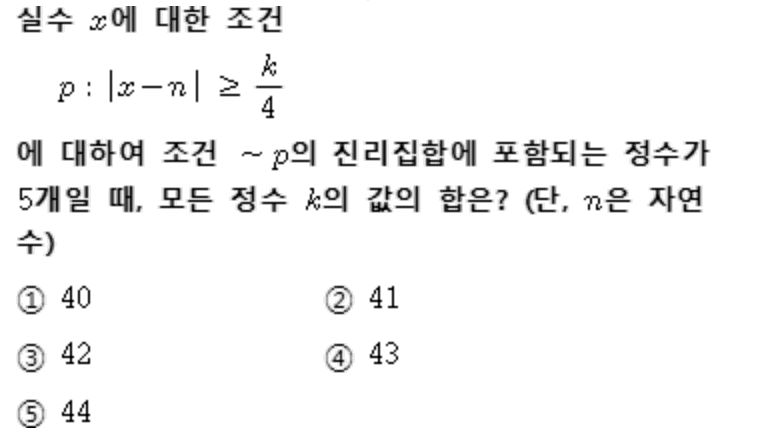 실수 x에 대한 조건
p : |x-n| ≥ k/4
에 대하여 조건 ~p의 진리집합에 포함되는 정수가
5개일 때, 모든 정수 k의 값의 합은? (단, n은 자연
수)
① 40 ② 41
③ 42 ④ 43
⑤ 44